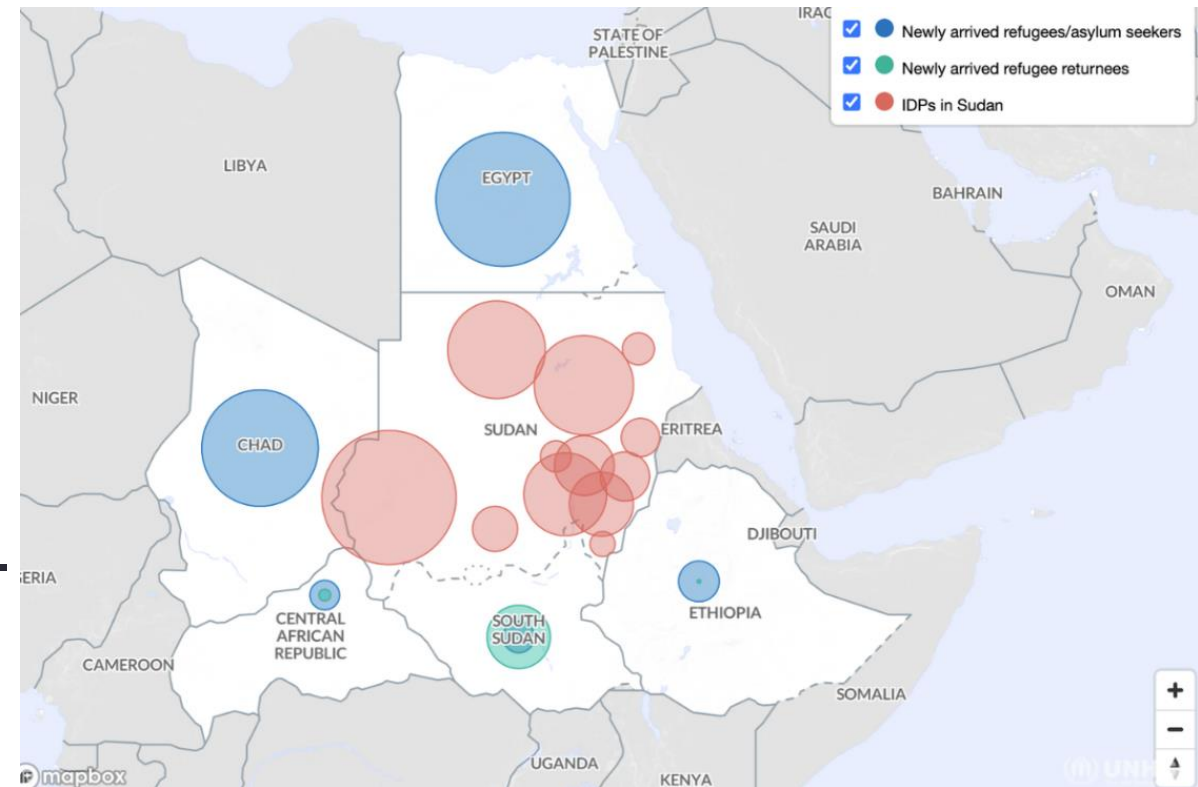 IRAQ
STATE OF
PALESTINE
Newly arrived refugees/asylum seekers
Newly arrived refugee returnees
IDPs in Sudan
LIBYA
EGYPT
BAHRAIN
SAUDI
ARABIA
OMAN
NIGER
CHAD
SUDAN
ERITREA
DJIBOUTI
ERIA
CENTRAL
AFRICAN
REPUBLIC
SOUTH
SUDAN
ETHIOPIA
CAMEROON
SOMALIA
UGANDA
KENYA
+
−
mapbox
UNH